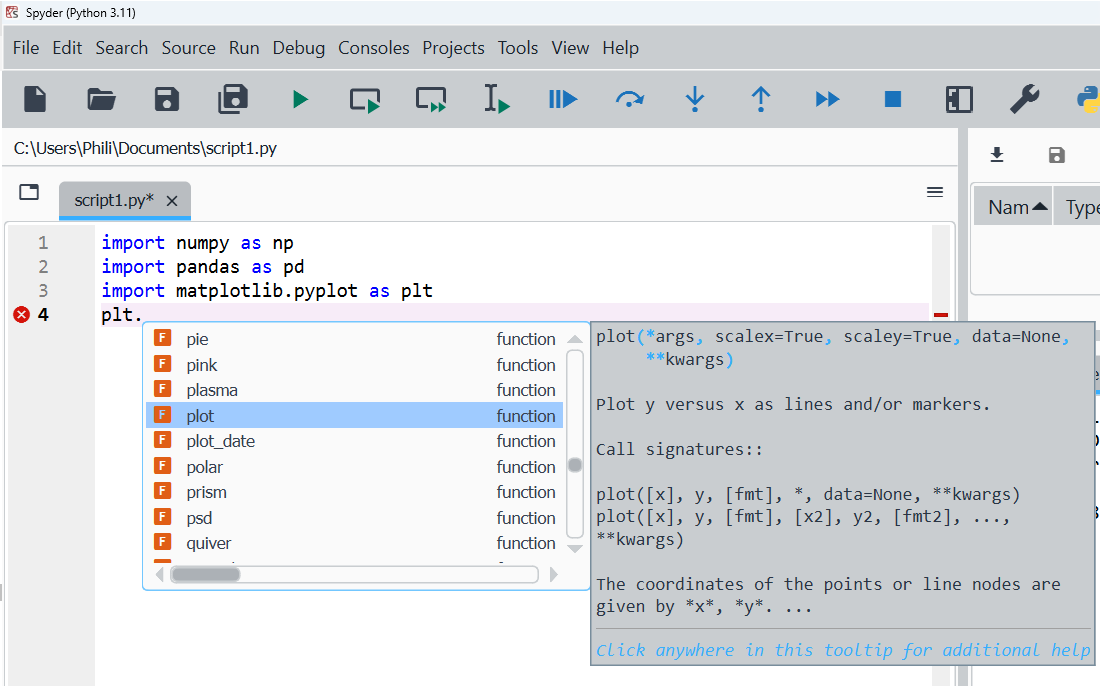 Spyder (Python 3.11)
File Edit Search Source Run Debug Consoles Projects Tools View Help
C:\Users\Phili\Documents\script1.py
script1.py*
Nam Type
1 import numpy as np
2 import pandas as pd
3 import matplotlib.pyplot as plt
4 plt.
F pie function
F pink function
F plasma function
F plot function
F plot_date function
F polar function
F prism function
F psd function
F quiver function
plot(*args, scalex=True, scaley=True, data=None,
**kwargs)
Plot y versus x as lines and/or markers.
Call signatures::
plot([x], y, [fmt], *, data=None, **kwargs)
plot([x], y, [fmt], [x2], y2, [fmt2], ...,
**kwargs)
The coordinates of the points or line nodes are
given by *x*, *y*. ...
Click anywhere in this tooltip for additional help